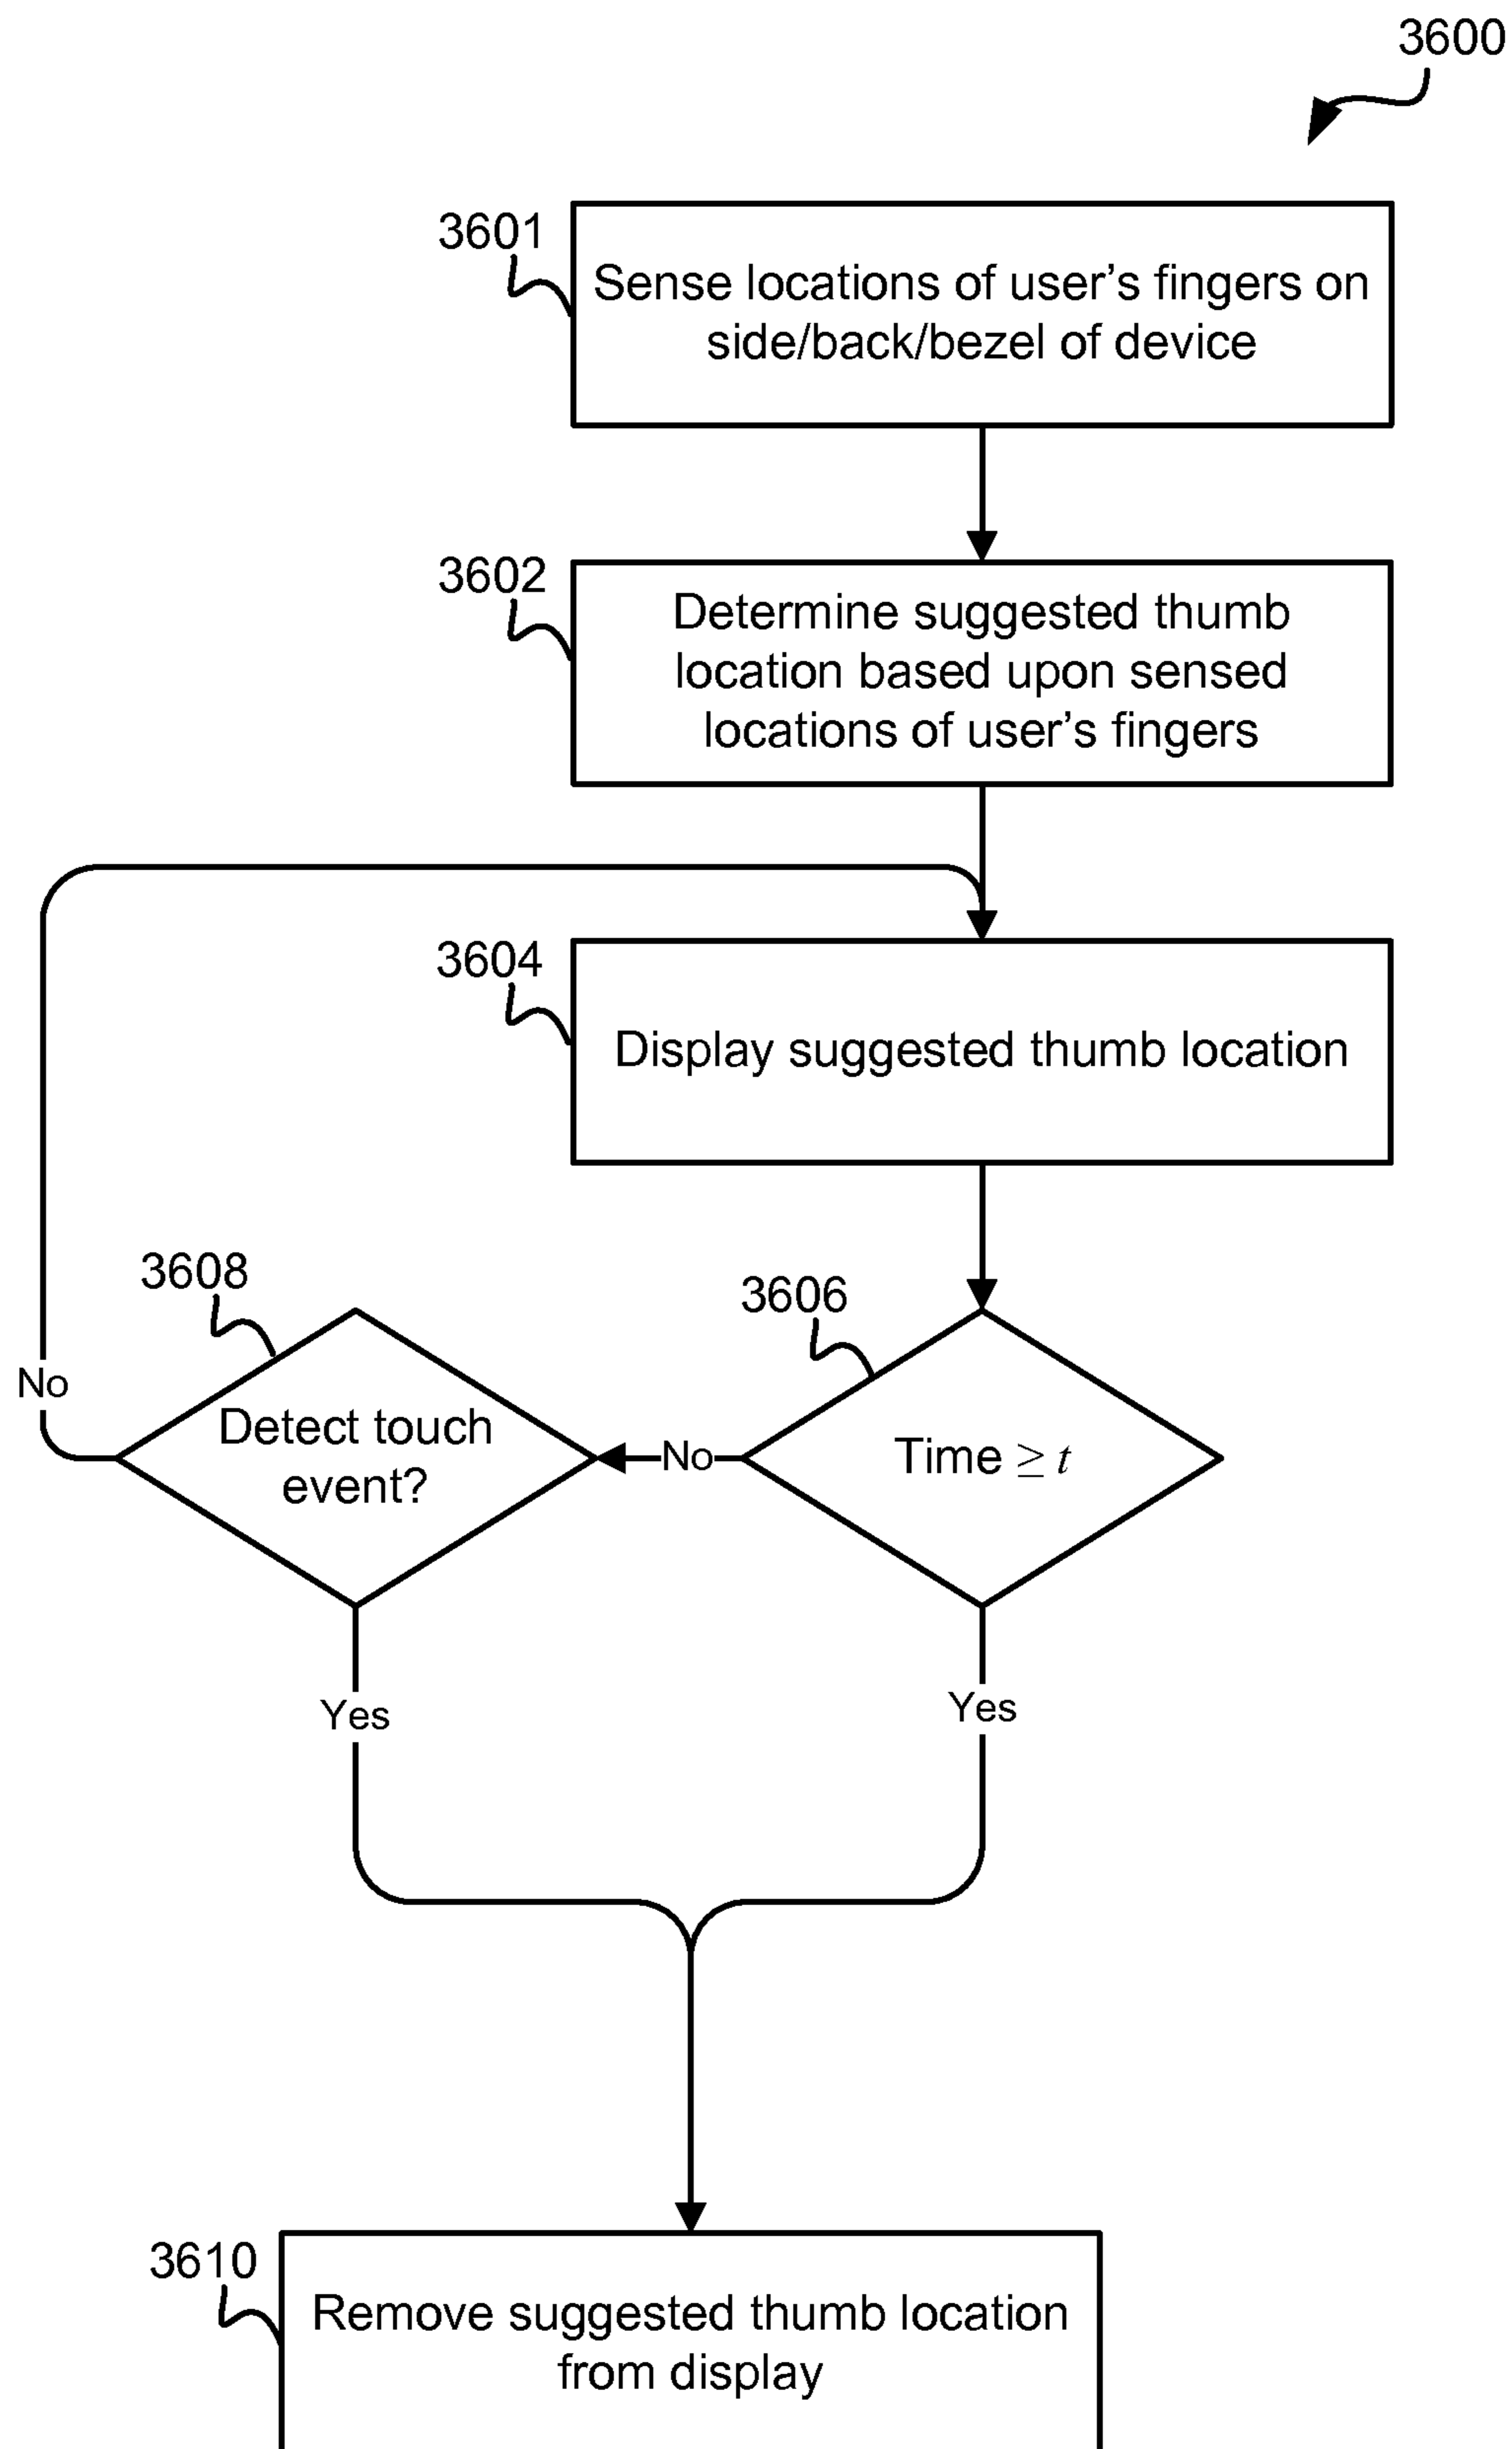 3600
3601
Sense locations of user’s fingers on
side/back/bezel of device
3602
Determine suggested thumb
location based upon sensed
locations of user’s fingers
3604
Display suggested thumb location
3608
3606
No
Detect touch
event?
No
Time ≥ t
Yes
Yes
3610
Remove suggested thumb location
from display